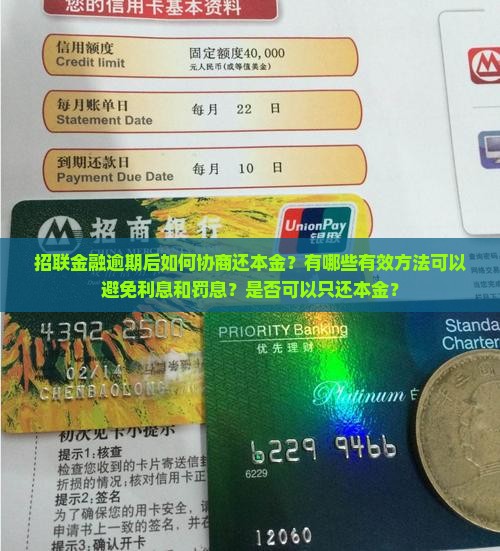 您的信用卡基本资料
信用额度
Credit limit
固定额度40,000
元人民币(或等值美金)
每月账单日
Statement Date
每月 22 日
到期还款日
Payment Due Date
每月 10 日
招商银行
CHINA MERCHANTS
UnionPay
银联
招联金融逾期后如何协商还本金?有哪些有效方法可以
避免利息和罚息?是否可以只还本金?
4392 2500
02/14
CHENBAOLONG
PRIORITY Banking
优先理财
Standa
Charter
Platinum 白
6229 9466
6229
12060
初次见卡小提示
提示1:核查
检查您收到的卡片寄送信封
折损的情况;核对信用卡正
提示2:签名
为了确保您的用卡安全,请
申请书上一致的签名,并在
提示3:确认开卡